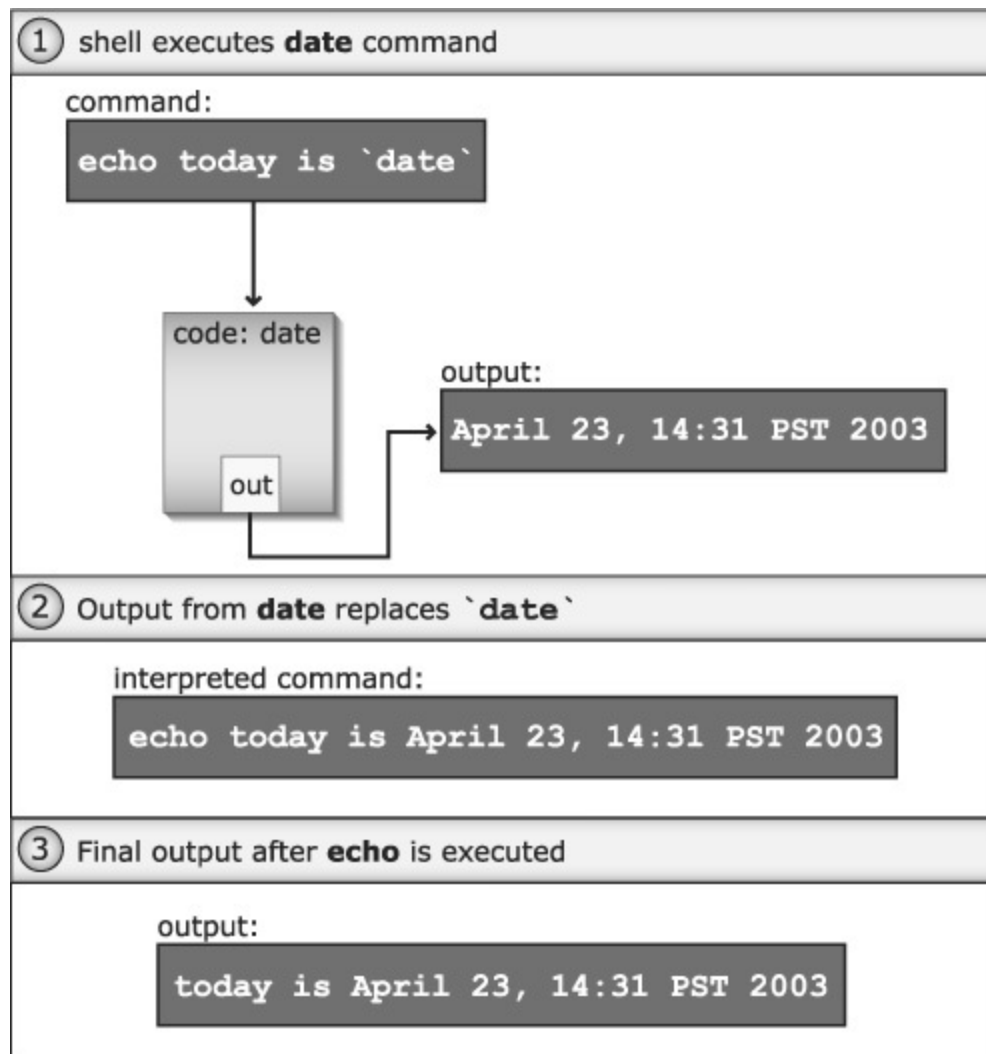 1 shell executes date command
command:
echo today is `date`
code: date
out
output:
April 23, 14:31 PST 2003
2 Output from date replaces `date`
interpreted command:
echo today is April 23, 14:31 PST 2003
3 Final output after echo is executed
output:
today is April 23, 14:31 PST 2003